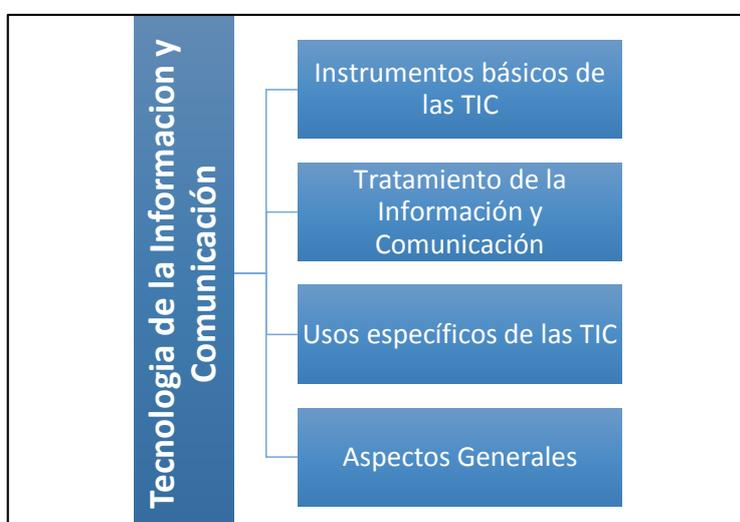 Tecnologia de la Informacion y
Comunicación
Instrumentos básicos de
las TIC
Tratamiento de la
Información y
Comunicación
Usos específicos de las TIC
Aspectos Generales